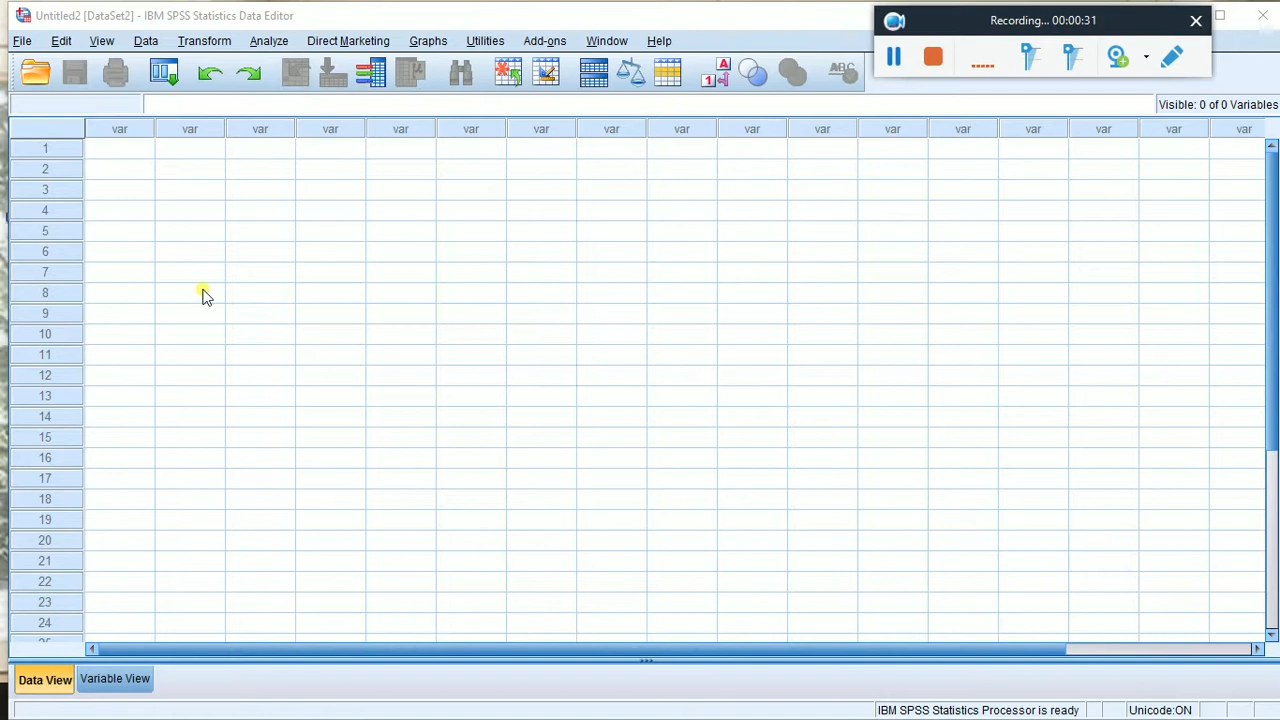 Untitled2 [DataSet2] - IBM SPSS Statistics Data Editor
Recording... 00:00:31
File Edit View Data Transform Analyze Direct Marketing Graphs Utilities Add-ons Window Help
1 A
ABC
Visible: 0 of 0 Variables
var var var var var var var var var var var var var var var var var
1
2
3
4
5
6
7
8
9
10
11
12
13
14
15
16
17
18
19
20
21
22
23
24
Data View Variable View
IBM SPSS Statistics Processor is ready Unicode:ON